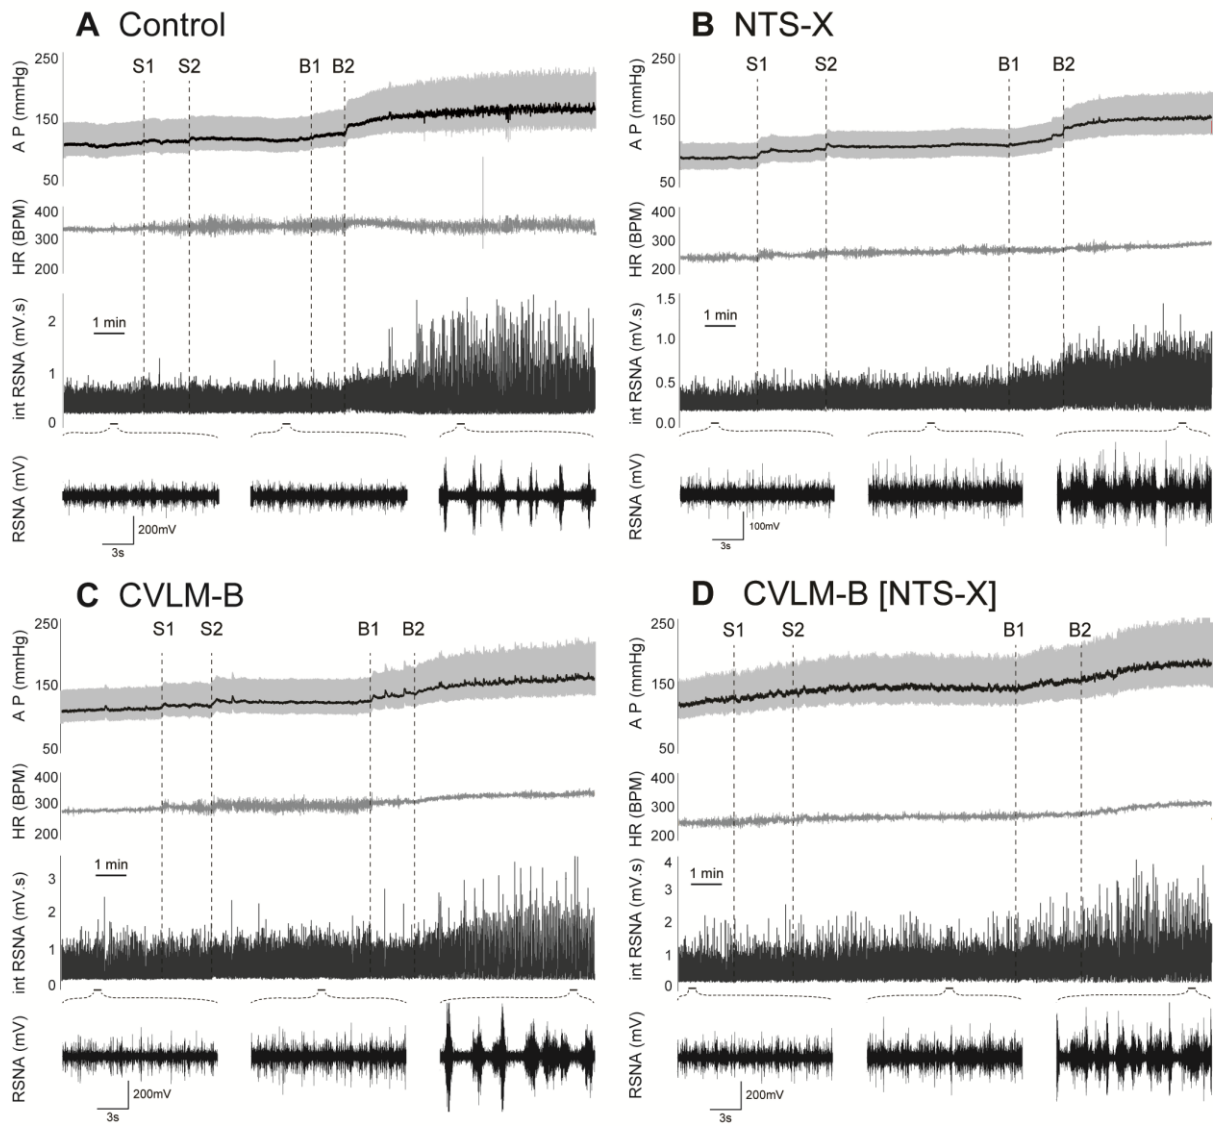 A Control
250
S1 S2 B1 B2
A P (mmHg)
150
50
400
HR (BPM)
300
200
int RSNA (mV.s)
2
1 min
1
0
RSNA (mV)
200mV
3s
B NTS-X
250
S1 S2 B1 B2
A P (mmHg)
150
50
400
HR (BPM)
300
200
1.5
int RSNA (mV.s)
1 min
1.0
0.5
0.0
RSNA (mV)
100mV
3s
C CVLM-B
250
S1 S2 B1 B2
A P (mmHg)
150
50
400
HR (BPM)
300
200
1 min
int RSNA (mV.s)
3
2
1
0
RSNA (mV)
200mV
3s
D CVLM-B [NTS-X]
250
S1 S2 B1 B2
A P (mmHg)
150
50
400
HR (BPM)
300
200
4
int RSNA (mV.s)
1 min
3
2
1
0
RSNA (mV)
200mV
3s